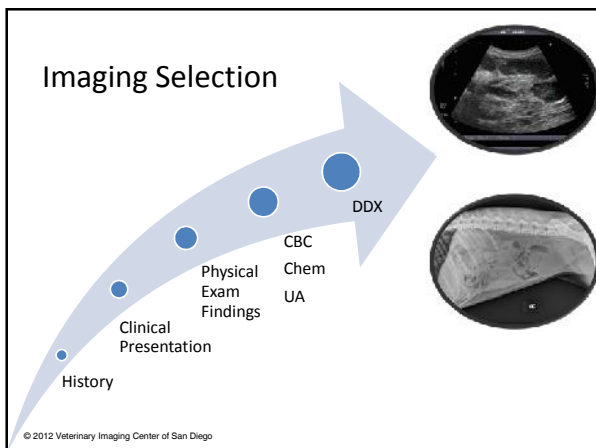 Imaging Selection
History
Clinical
Presentation
Physical
Exam
Findings
CBC
Chem
UA
DDX
© 2012 Veterinary Imaging Center of San Diego